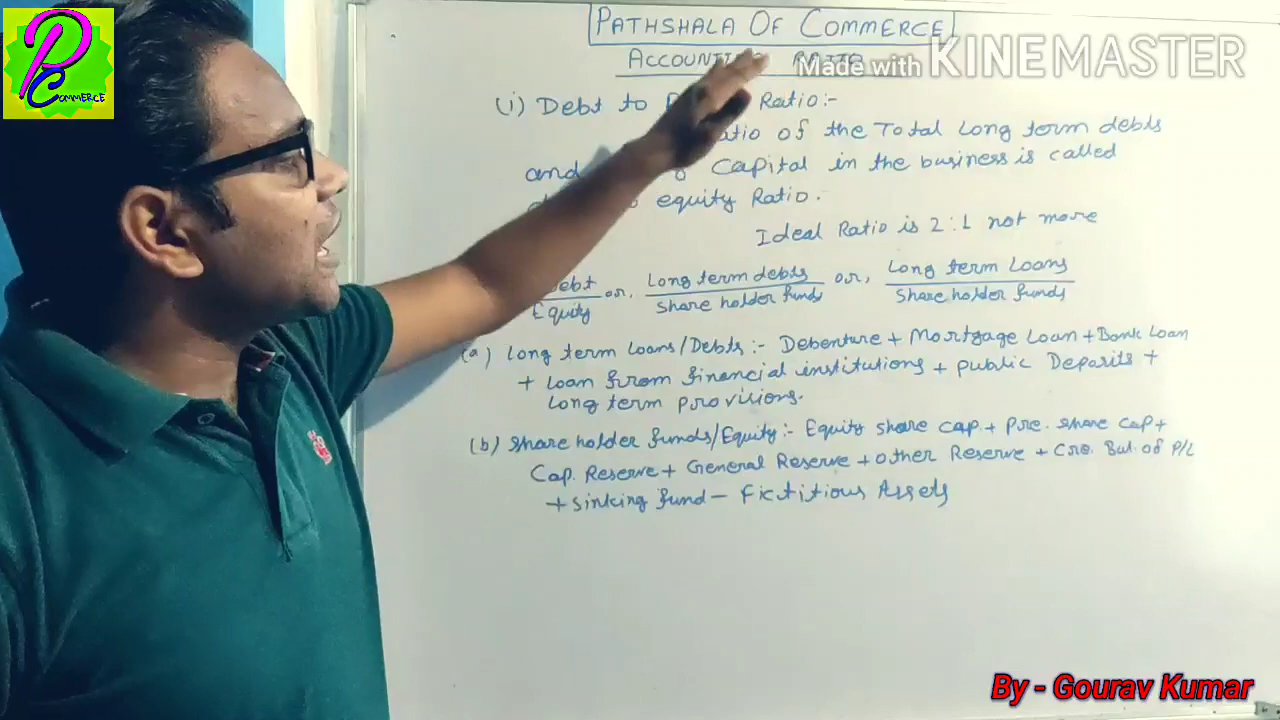 PC
COMMERCE
PATHSHALA OF COMMERCE
Made with KINEMASTER
(i) Debt to Ratio:-
of the Total Long term debts
and Capital in the business is called
equity Ratio.
Ideal Ratio is 2:1 not more
Debt/Equity or, Long term debts/Share holder funds or, Long term Loans/Share holder funds
(a) Long term Loans/Debts :- Debenture + Mortgage Loan + Bank Loan
+ Loan from financial institutions + public Deposits +
Long term provisions.
(b) Share holder funds/Equity :- Equity share cap. + Pre. share cap +
Cap. Reserve + General Reserve + other Reserve + Cre. Bal. of P/L
+ Sinking fund - Fictitious Assets
By - Gourav Kumar